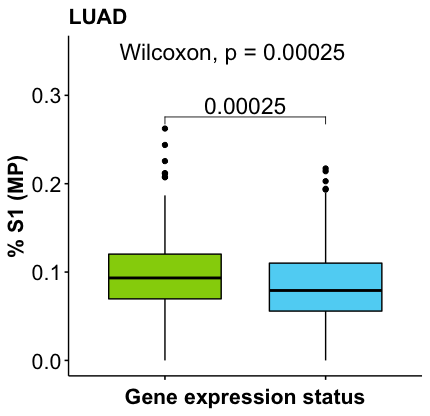 LUAD
Wilcoxon, p = 0.00025
0.00025
0.3
0.2
0.1
0.0
% S1 (MP)
Gene expression status